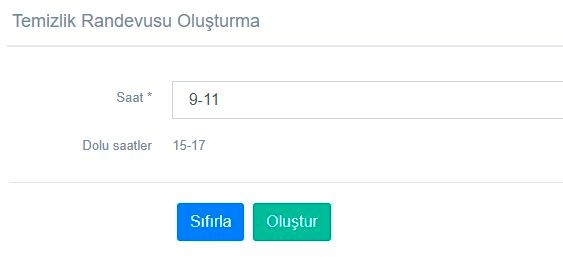 Temizlik Randevusu Oluşturma
Saat * 9-11
Dolu saatler 15-17
Sıfırla Oluştur